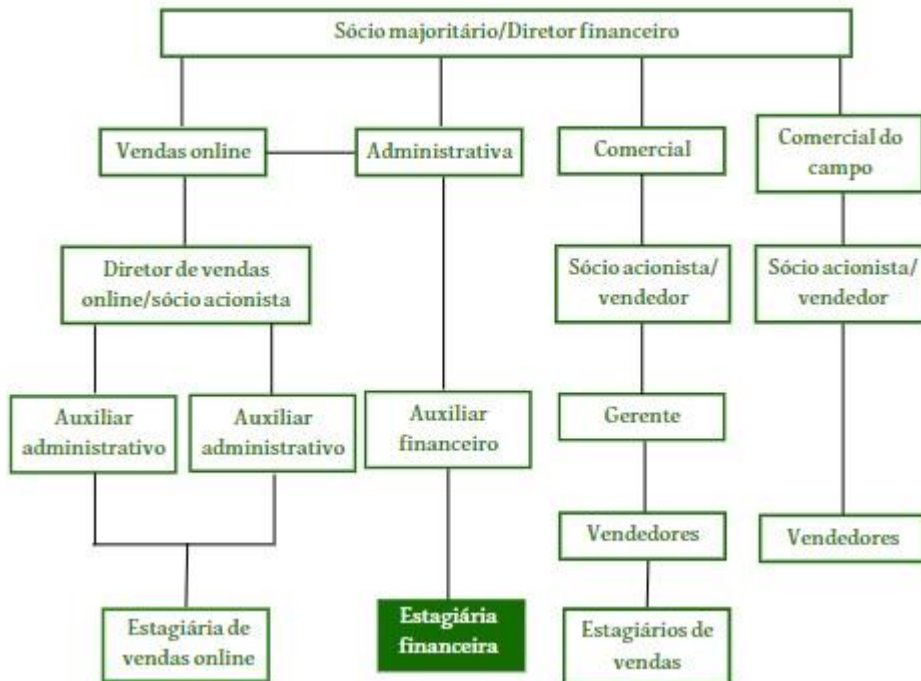 Sócio majoritário/Diretor financeiro
Vendas online
Administrativa
Comercial
Comercial do
campo
Diretor de vendas
online/sócio acionista
Sócio acionista/
vendedor
Sócio acionista/
vendedor
Auxiliar
administrativo
Auxiliar
administrativo
Auxiliar
financeiro
Gerente
Vendedores
Vendedores
Estagiária de
vendas online
Estagiária
financeira
Estagiários de
vendas